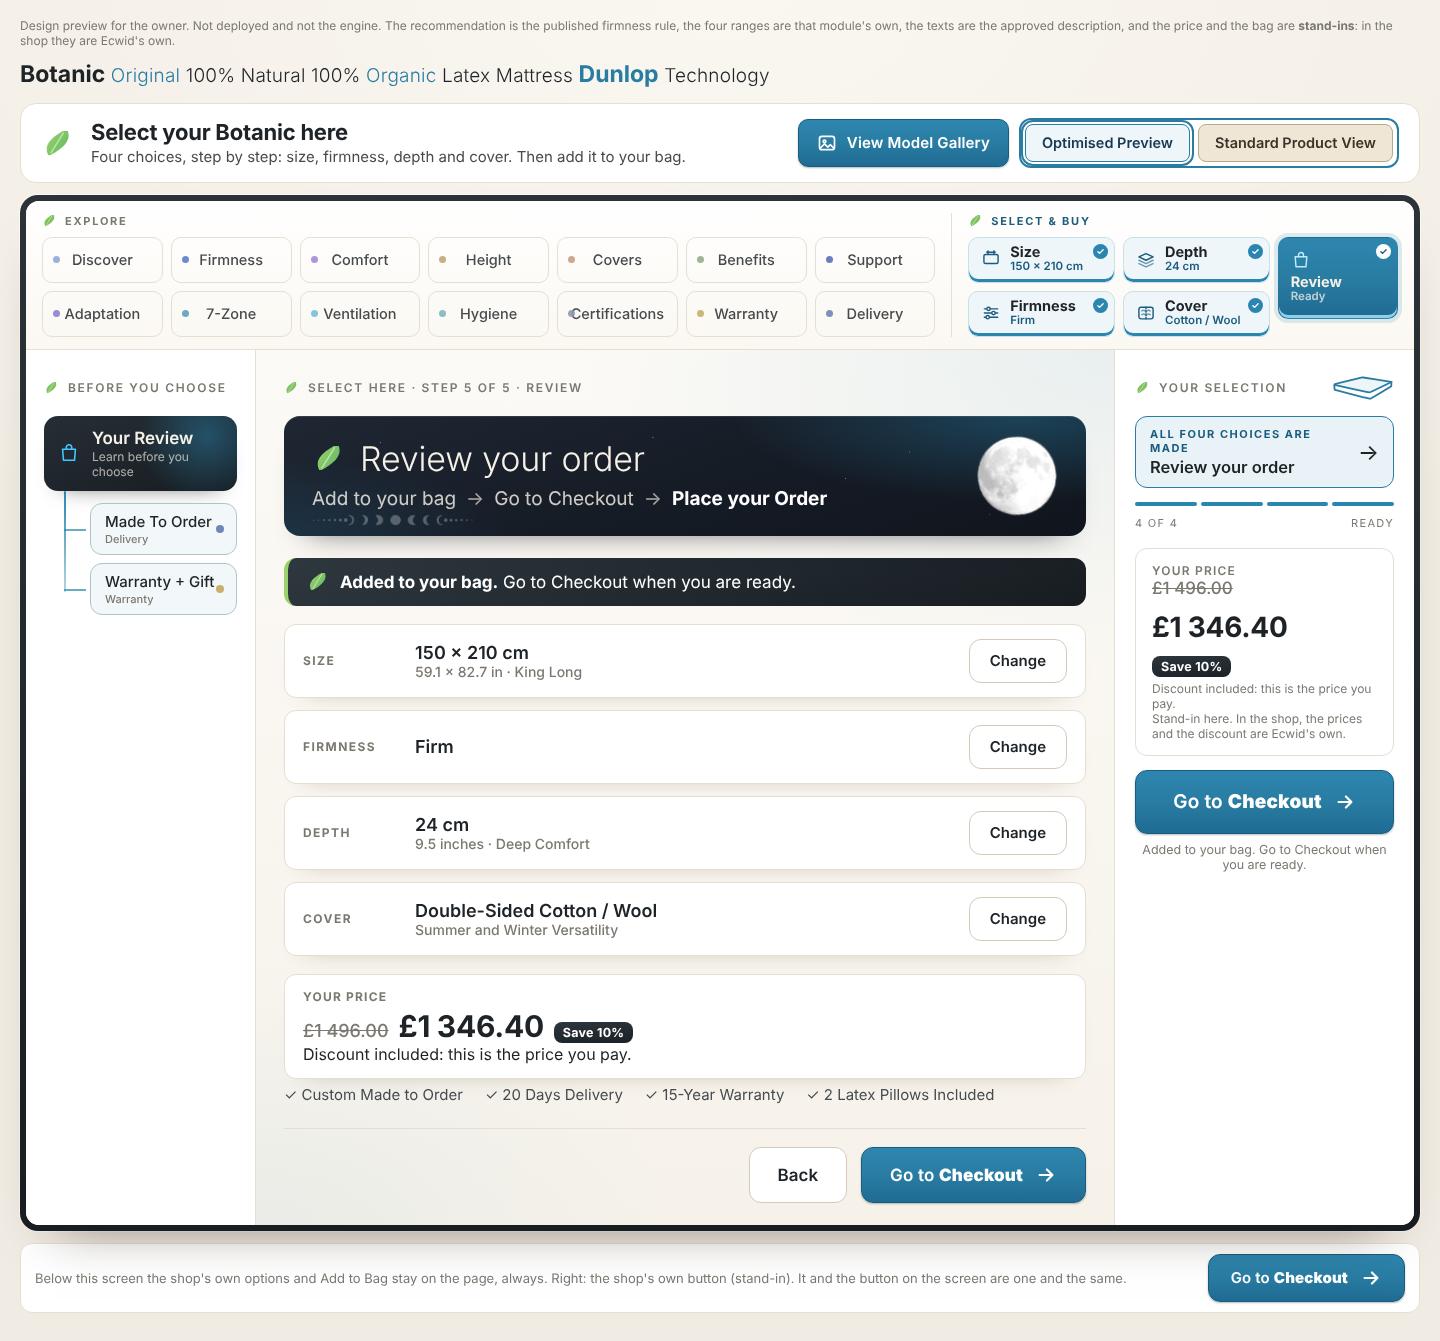 Design preview for the owner. Not deployed and not the engine. The recommendation is the published firmness rule, the four ranges are that module's own, the texts are the approved description, and the price and the bag are stand-ins: in the
shop they are Ecwid's own.
Botanic Original 100% Natural 100% Organic Latex Mattress Dunlop Technology
Select your Botanic here
Four choices, step by step: size, firmness, depth and cover. Then add it to your bag.
View Model Gallery
Optimised Preview
Standard Product View
EXPLORE
Discover
Firmness
Comfort
Height
Covers
Benefits
Support
Adaptation
7-Zone
Ventilation
Hygiene
Certifications
Warranty
Delivery
SELECT & BUY
Size
150 × 210 cm
Depth
24 cm
Firmness
Firm
Cover
Cotton / Wool
Review
Ready
BEFORE YOU CHOOSE
Your Review
Learn before you
choose
Made To Order
Delivery
Warranty + Gift
Warranty
SELECT HERE · STEP 5 OF 5 · REVIEW
Review your order
Add to your bag → Go to Checkout → Place your Order
Added to your bag. Go to Checkout when you are ready.
SIZE
150 × 210 cm
59.1 × 82.7 in · King Long
Change
FIRMNESS
Firm
Change
DEPTH
24 cm
9.5 inches · Deep Comfort
Change
COVER
Double-Sided Cotton / Wool
Summer and Winter Versatility
Change
YOUR PRICE
£1 496.00 £1 346.40 Save 10%
Discount included: this is the price you pay.
✓ Custom Made to Order ✓ 20 Days Delivery ✓ 15-Year Warranty ✓ 2 Latex Pillows Included
Back
Go to Checkout →
YOUR SELECTION
ALL FOUR CHOICES ARE
MADE
Review your order →
4 OF 4
READY
YOUR PRICE
£1 496.00
£1 346.40
Save 10%
Discount included: this is the price you
pay.
Stand-in here. In the shop, the prices
and the discount are Ecwid's own.
Go to Checkout →
Added to your bag. Go to Checkout when
you are ready.
Below this screen the shop's own options and Add to Bag stay on the page, always. Right: the shop's own button (stand-in). It and the button on the screen are one and the same.
Go to Checkout →